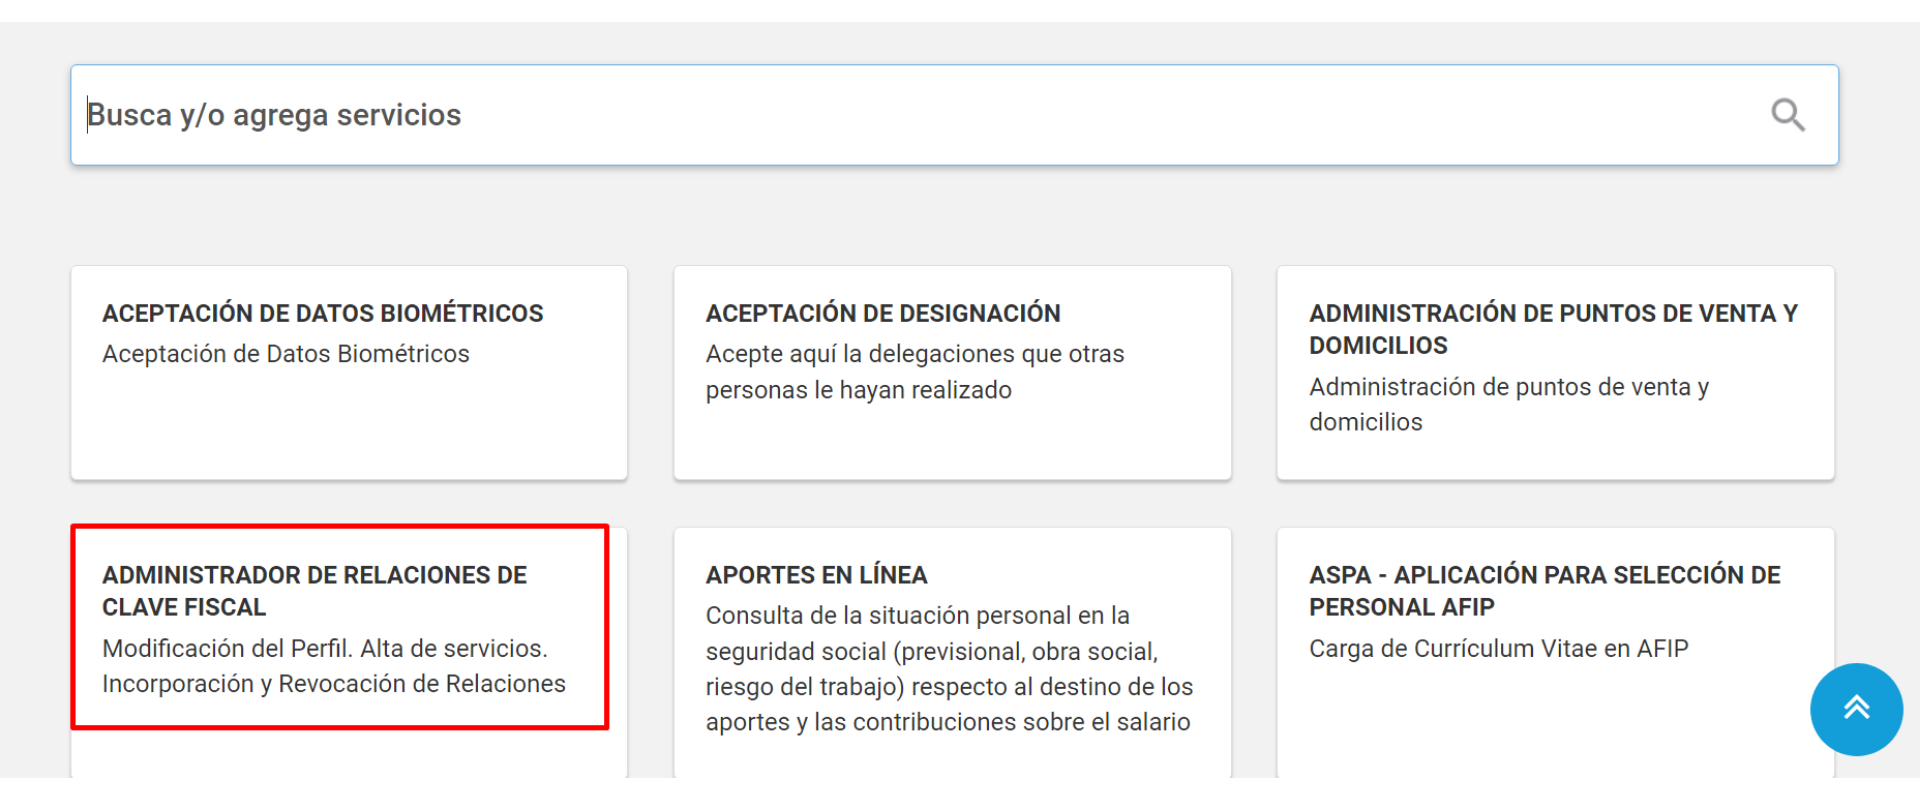 Busca y/o agrega servicios
ACEPTACIÓN DE DATOS BIOMÉTRICOS
Aceptación de Datos Biométricos
ACEPTACIÓN DE DESIGNACIÓN
Acepte aquí la delegaciones que otras
personas le hayan realizado
ADMINISTRACIÓN DE PUNTOS DE VENTA Y
DOMICILIOS
Administración de puntos de venta y
domicilios
ADMINISTRADOR DE RELACIONES DE
CLAVE FISCAL
Modificación del Perfil. Alta de servicios.
Incorporación y Revocación de Relaciones
APORTES EN LÍNEA
Consulta de la situación personal en la
seguridad social (previsional, obra social,
riesgo del trabajo) respecto al destino de los
aportes y las contribuciones sobre el salario
ASPA - APLICACIÓN PARA SELECCIÓN DE
PERSONAL AFIP
Carga de Currículum Vitae en AFIP